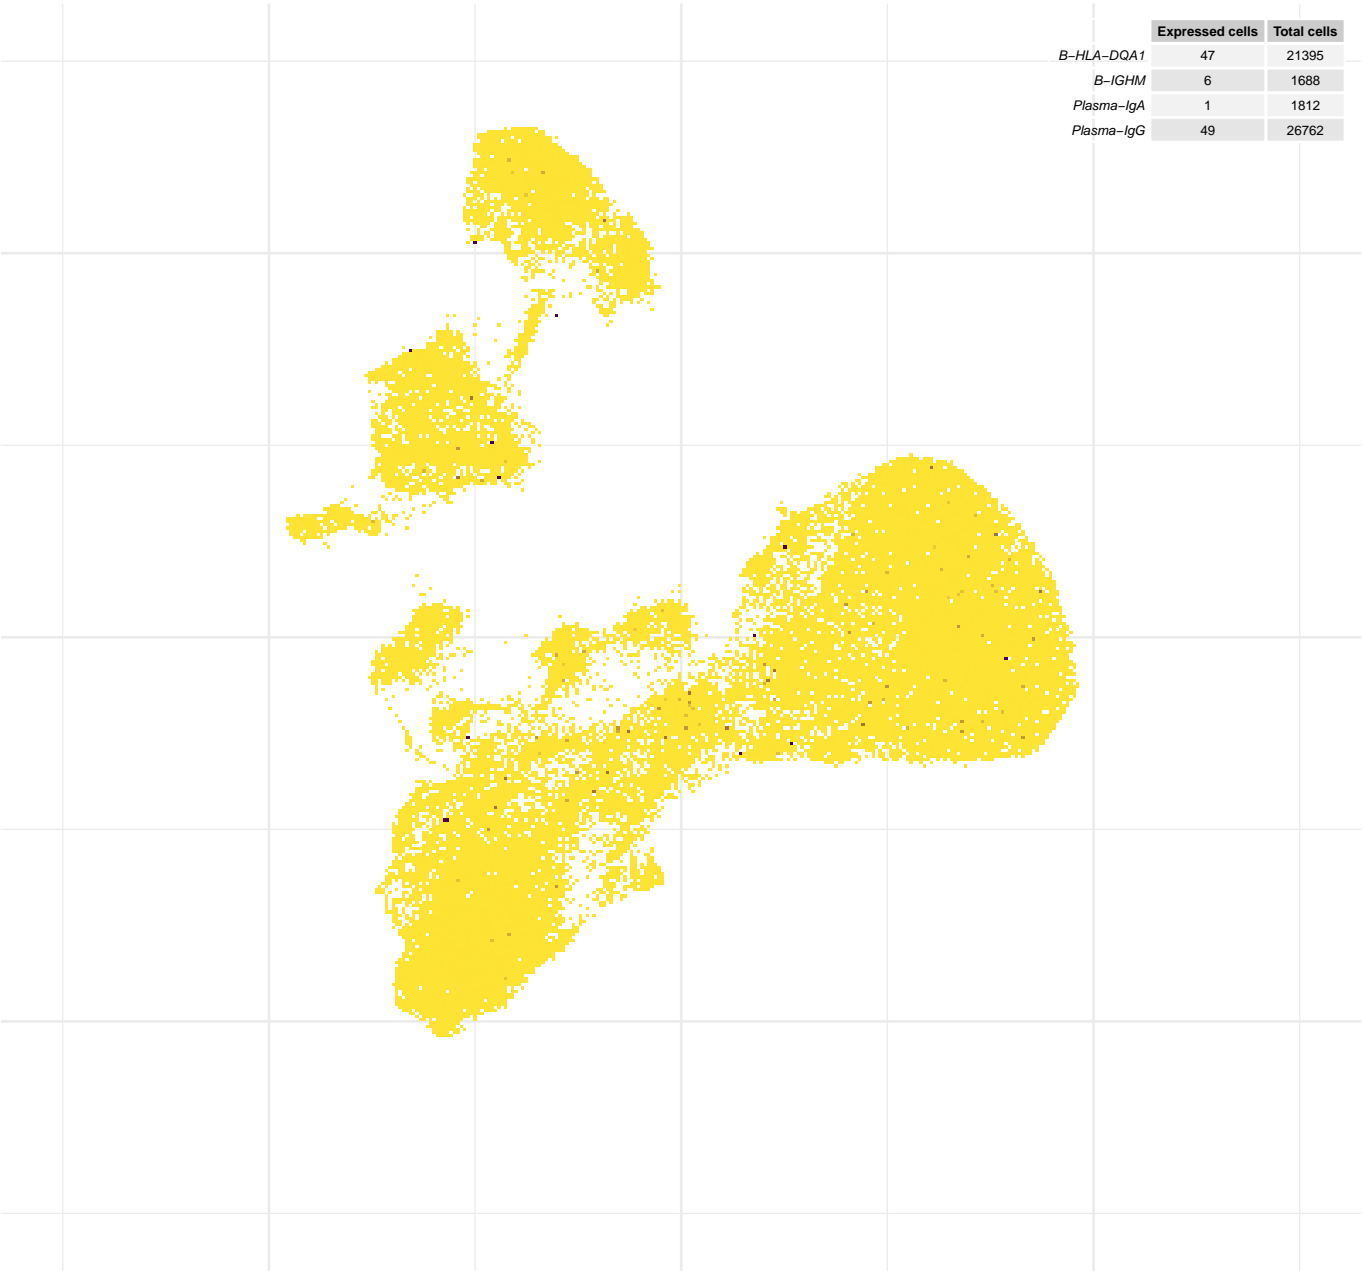 Expressed cells Total cells
B−HLA−DQA1 47 21395
B−IGHM 6 1688
Plasma−IgA 1 1812
Plasma−IgG 49 26762